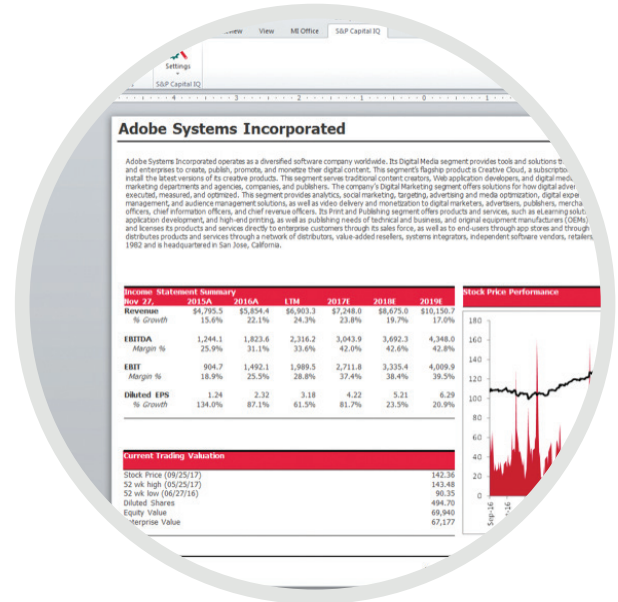 View MI Office S&P Capital IQ
Settings
S&P Capital IQ
4 3 2 1 0 1
Adobe Systems Incorporated
Adobe Systems Incorporated operates as a diversified software company worldwide. Its Digital Media segment provides tools and solutions
and enterprises to create, publish, promote, and monetize their digital content. This segment's flagship product is Creative Cloud, a subscription
install the latest versions of its creative products. This segment serves traditional content creators, Web application developers, and digital media
marketing departments and agencies, companies, and publishers. The company's Digital Marketing segment offers solutions for how digital
executed, measured, and optimized. This segment provides analytics, social marketing, targeting, advertising and media optimization, digital
management, and audience management solutions, as well as video delivery and monetization to digital marketers, advertisers, publishers,
officers, chief information officers, and chief revenue officers. Its Print and Publishing segment offers products and services, such as eLearning
application development, and high-end printing, as well as publishing needs of technical and business, and original equipment manufacturers (OEMs)
and licenses its products and services directly to enterprise customers through its sales force, as well as to end-users through app stores and through
distributes products and services through a network of distributors, value-added resellers, systems integrators, independent software vendors, retailers,
1982 and is headquartered in San Jose, California.
Income Statement Summary
Nov 27, 2015A 2016A LTM 2017E 2018E 2019E
Revenue $4,795.5 $5,854.4 $6,903.3 $7,248.0 $8,675.0 $10,150.7
% Growth 15.6% 22.1% 24.3% 23.8% 19.7% 17.0%
EBITDA 1,244.1 1,823.6 2,316.2 3,043.9 3,692.3 4,348.0
Margin % 25.9% 31.1% 33.6% 42.0% 42.6% 42.8%
EBIT 904.7 1,492.1 1,989.5 2,711.8 3,335.4 4,009.9
Margin % 18.9% 25.5% 28.8% 37.4% 38.4% 39.5%
Diluted EPS 1.24 2.32 3.18 4.22 5.21 6.29
% Growth 134.0% 87.1% 61.5% 81.7% 23.5% 20.9%
Current Trading Valuation
Stock Price (09/25/17) 142.36
52 wk high (05/25/17) 143.48
52 wk low (06/27/16) 90.35
Diluted Shares 494.70
Equity Value 69,940
Enterprise Value 67,177
Stock Price Performance
180
160
140
120
100
80
60
40
20
0
Sep-16